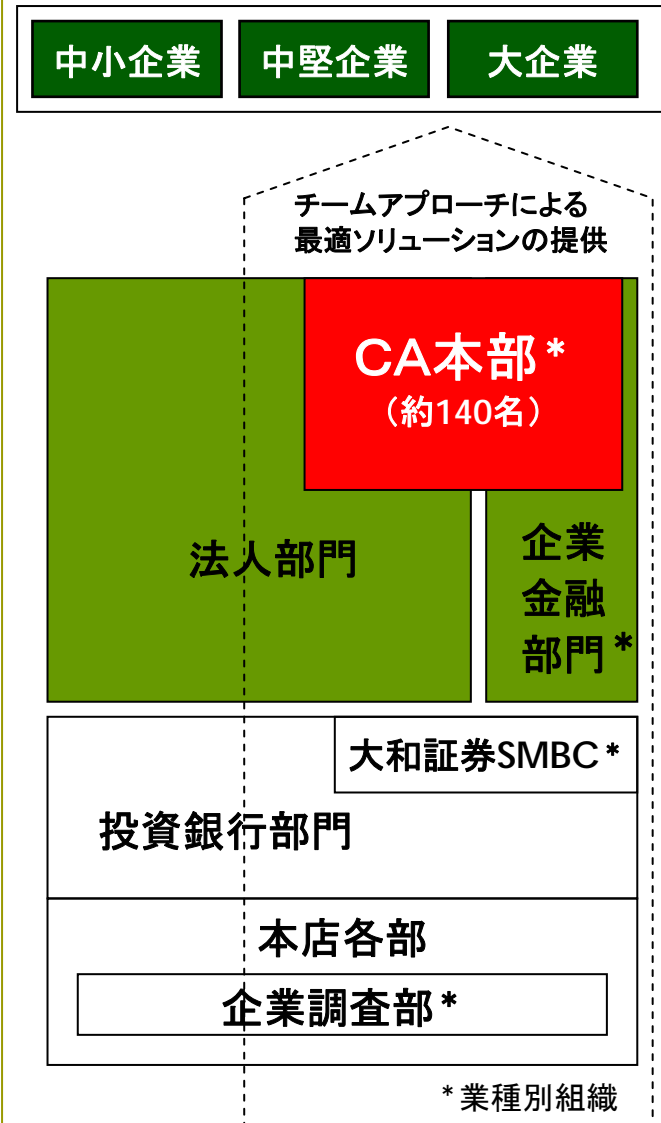 中小企業
中堅企業
大企業
チームアプローチによる
最適ソリューションの提供
CA本部*
（約140名）
法人部門
企業
金融
部門*
大和証券SMBC*
投資銀行部門
本店各部
企業調査部*
*業種別組織